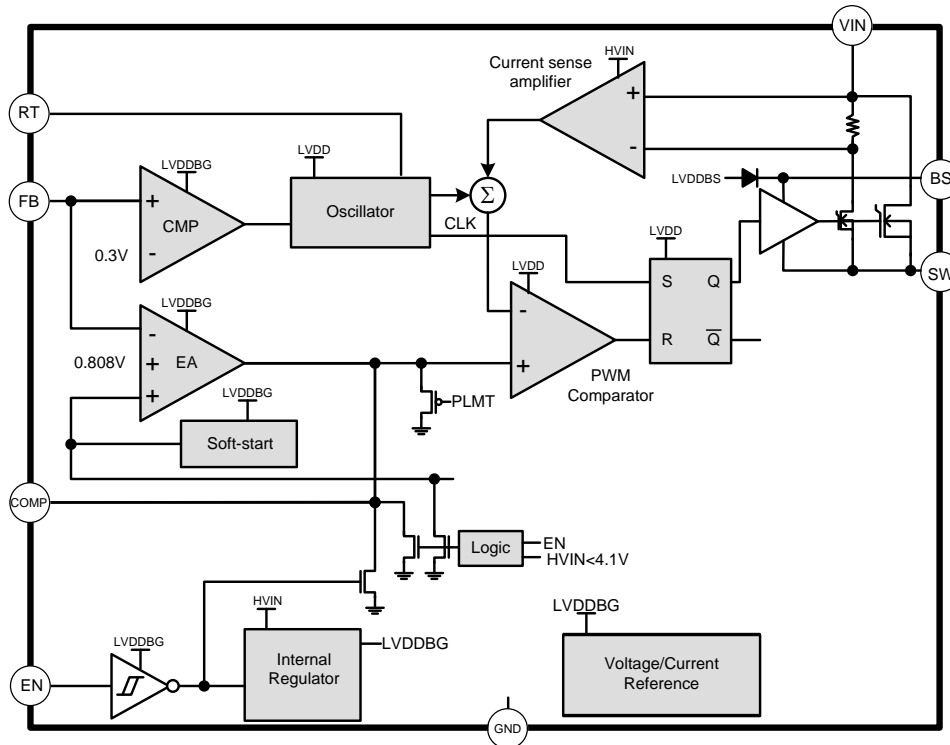 VIN
HVIN
Current sense
amplifier
+
-
RT
LVDD
LVDDBG
BS
LVDDBS
FB
+
CMP
-
0.3V
Oscillator
Σ
CLK
LVDD
LVDD
S
Q
R
Q
SW
LVDDBG
-
+
+
EA
0.808V
-
+
PWM
Comparator
LVDDBG
PLMT
Soft-start
COMP
Logic
EN
HVIN<4.1V
HVIN
LVDDBG
LVDDBG
LVDDBG
EN
Internal
Regulator
Voltage/Current
Reference
GND